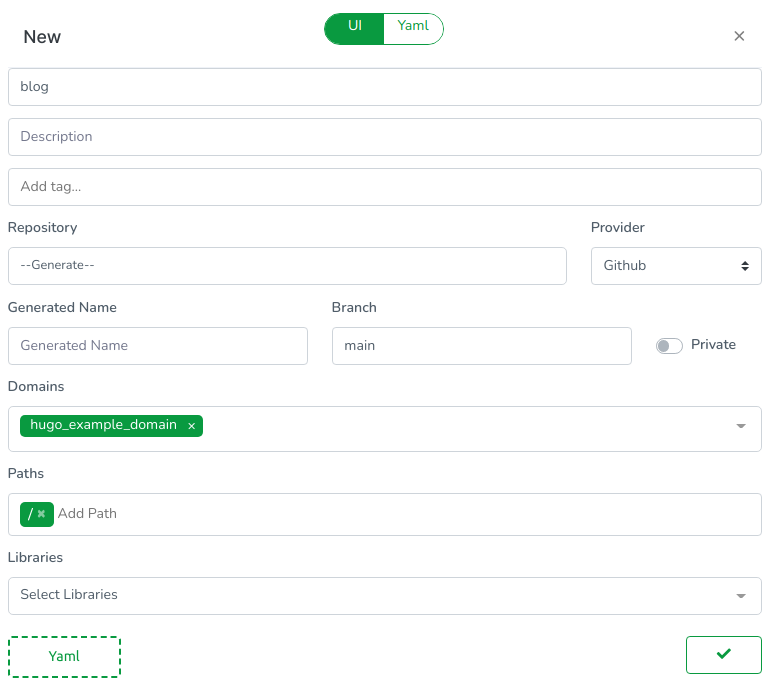 New
UI
Yaml
×
blog
Description
Add tag...
Repository
Provider
--Generate--
Github
Generated Name
Branch
Generated Name
main
Private
Domains
hugo_example_domain ×
Paths
/ × Add Path
Libraries
Select Libraries
Yaml